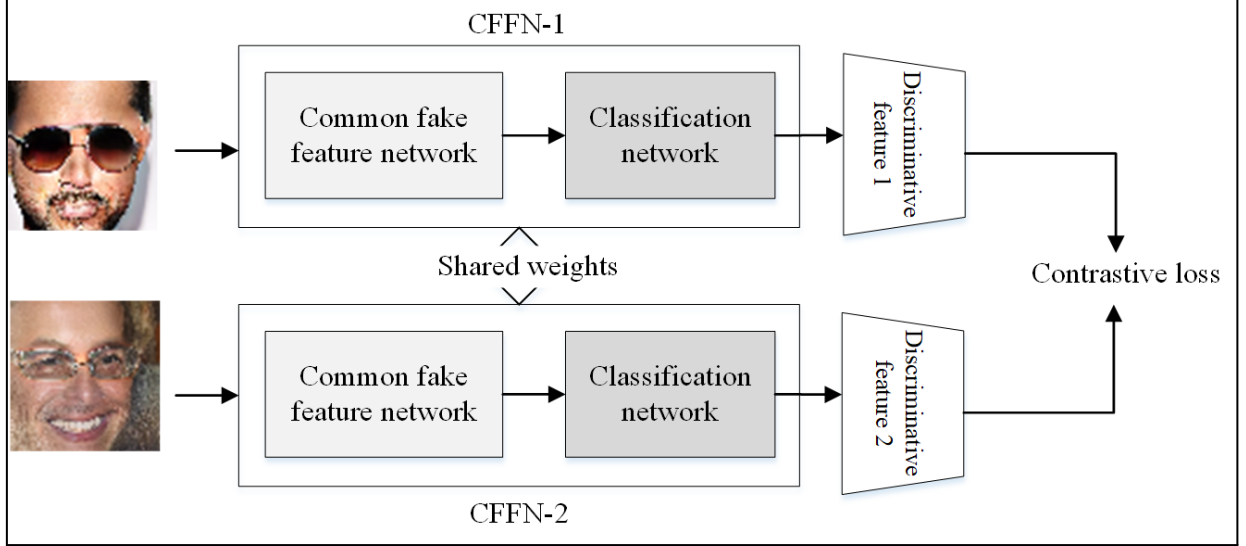 CFFN-1
Common fake
feature network
Classification
network
Discriminative
feature 1
Shared weights
Contrastive loss
Common fake
feature network
Classification
network
Discriminative
feature 2
CFFN-2